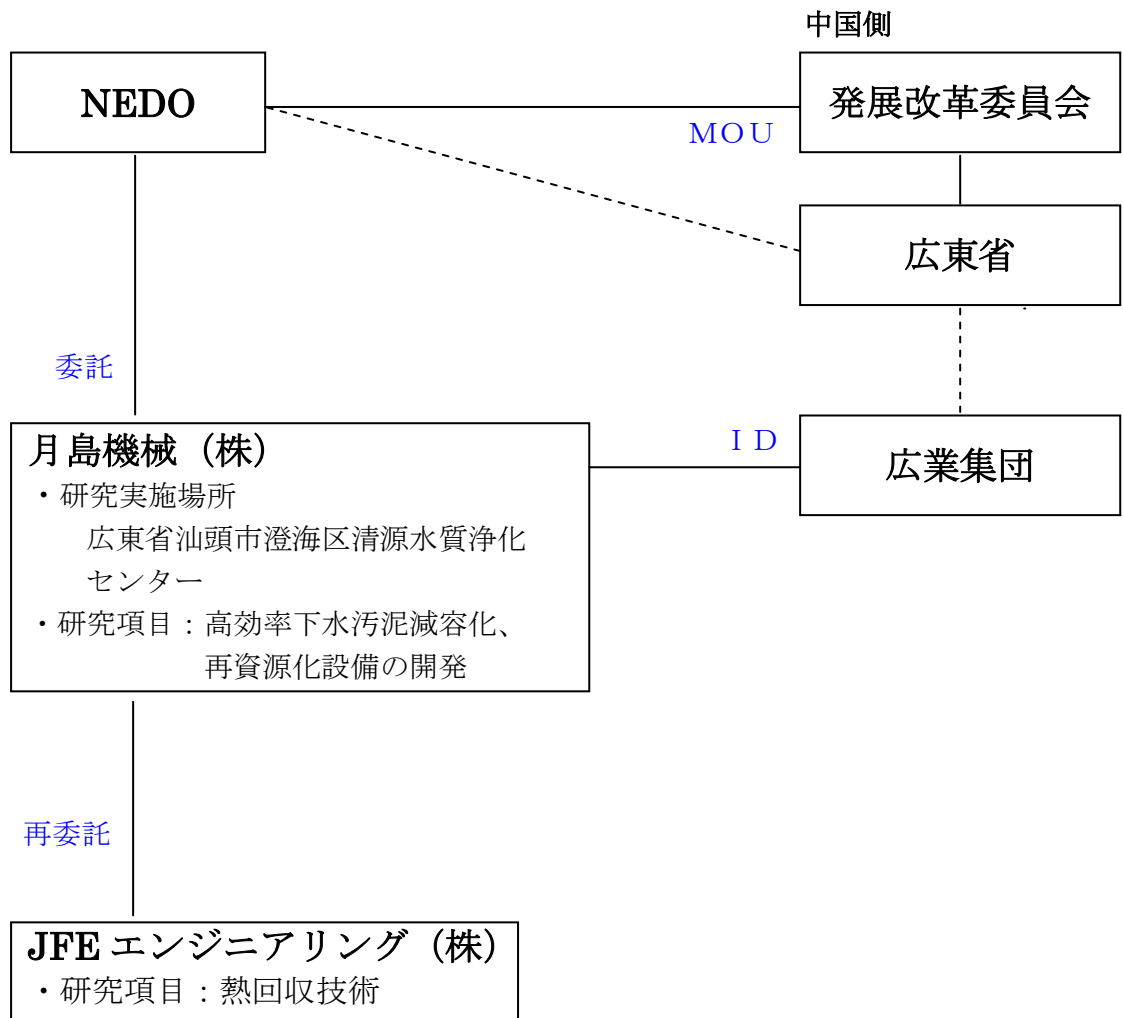 中国側
NEDO
発展改革委員会
MOU
広東省
委託
月島機械（株）
・研究実施場所
広東省汕頭市澄海区清源水質浄化
センター
・研究項目：高効率下水汚泥減容化、
再資源化設備の開発
ID
広業集団
再委託
JFEエンジニアリング（株）
・研究項目：熱回収技術